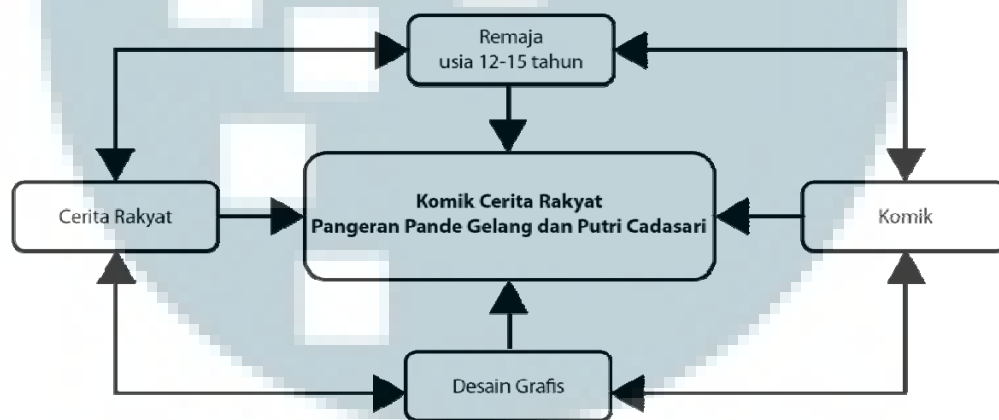 Remaja
usia 12-15 tahun
Cerita Rakyat
Komik Cerita Rakyat
Pangeran Pande Gelang dan Putri Cadasari
Komik
Desain Grafis